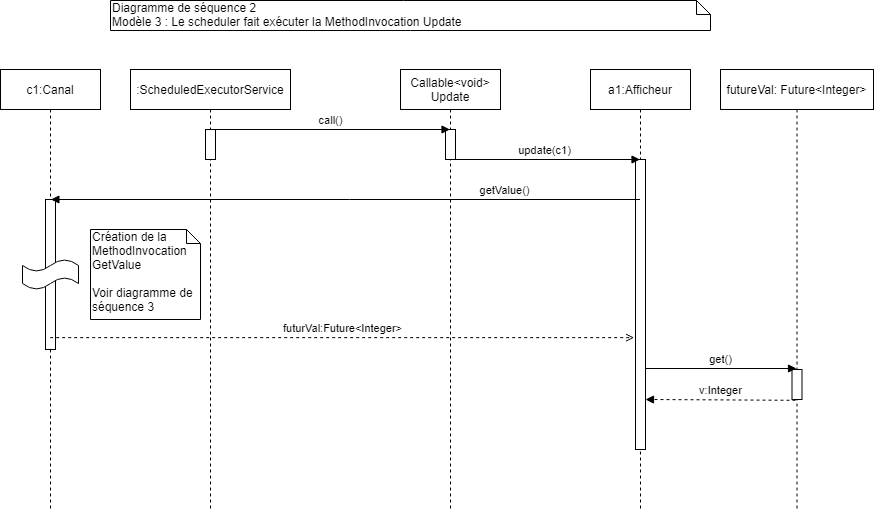 Diagramme de séquence 2
Modèle 3 : Le scheduler fait exécuter la MethodInvocation Update
c1:Canal
:ScheduledExecutorService
Callable<void>
Update
a1:Afficheur
futureVal: Future<Integer>
call()
update(c1)
getValue()
Création de la
MethodInvocation
GetValue
Voir diagramme de
séquence 3
futurVal:Future<Integer>
get()
v:Integer